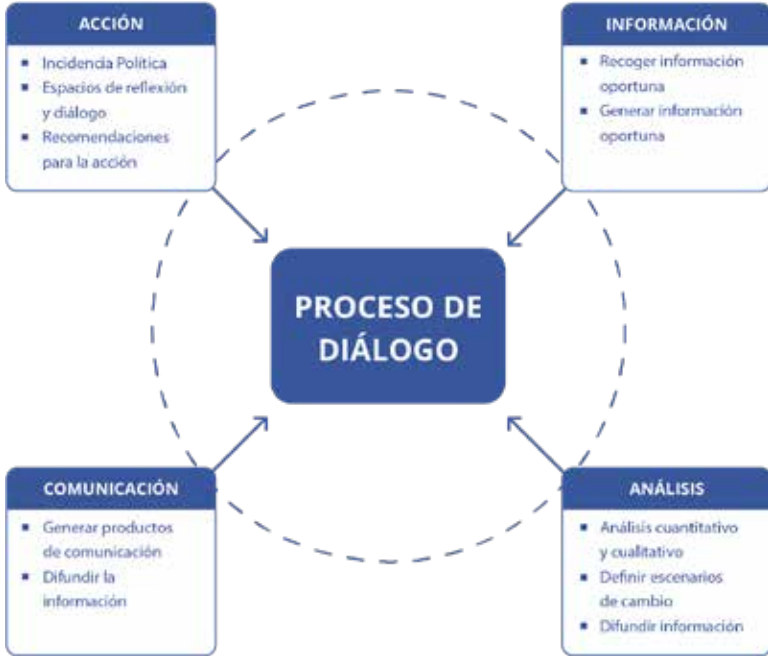 ACCIÓN
Incidencia Política
Espacios de reflexión
y diálogo
Recomendaciones
para la acción
INFORMACIÓN
Recoger información
oportuna
Generar información
oportuna
PROCESO DE
DIÁLOGO
COMUNICACIÓN
Generar productos
de comunicación
Difundir la
información
ANÁLISIS
Análisis cuantitativo
y cualitativo
Definir escenarios
de cambio
Difundir información